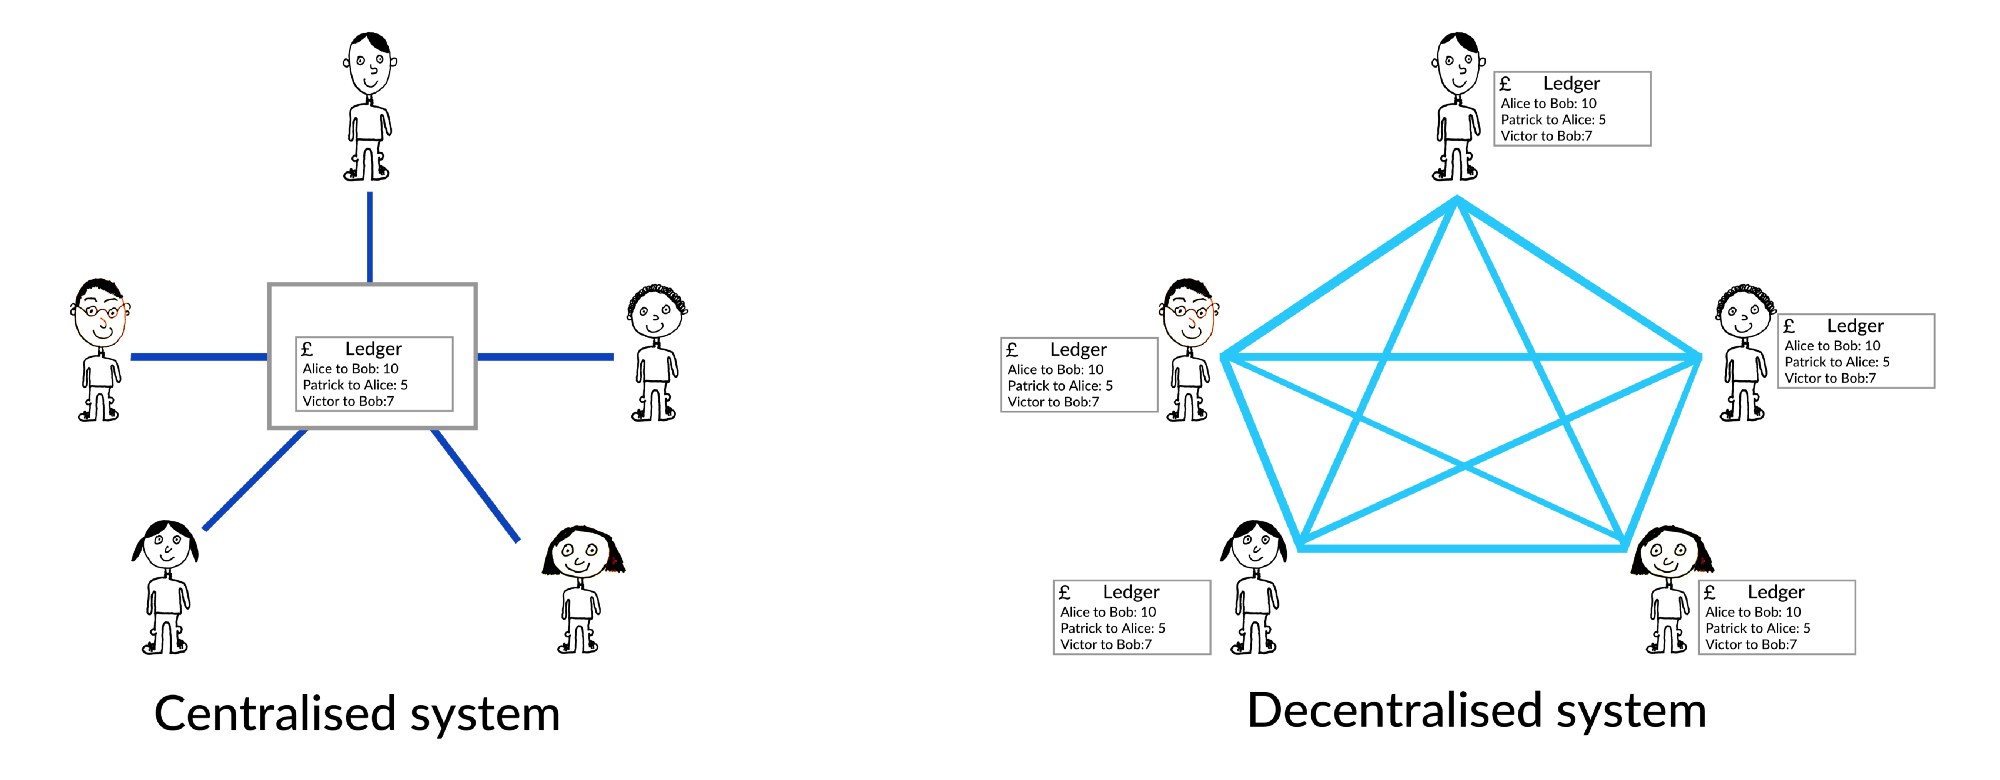 £ Ledger
Alice to Bob: 10
Patrick to Alice: 5
Victor to Bob:7
Centralised system
£ Ledger
Alice to Bob: 10
Patrick to Alice: 5
Victor to Bob:7
£ Ledger
Alice to Bob: 10
Patrick to Alice: 5
Victor to Bob:7
£ Ledger
Alice to Bob: 10
Patrick to Alice: 5
Victor to Bob:7
£ Ledger
Alice to Bob: 10
Patrick to Alice: 5
Victor to Bob:7
£ Ledger
Alice to Bob: 10
Patrick to Alice: 5
Victor to Bob:7
Decentralised system